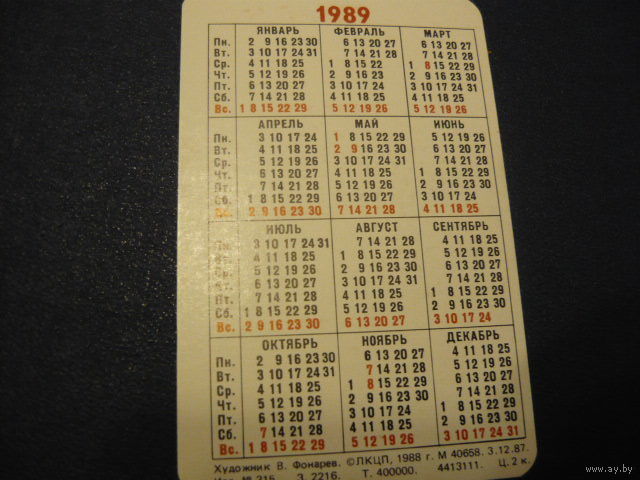 1989
ЯНВАРЬ ФЕВРАЛЬ МАРТ
Пн. 2 9 16 23 30 6 13 20 27 6 13 20 27
Вт. 3 10 17 24 31 7 14 21 28 7 14 21 28
Ср. 4 11 18 25 1 8 15 22 1 8 15 22 29
Чт. 5 12 19 26 2 9 16 23 2 9 16 23 30
Пт. 6 13 20 27 3 10 17 24 3 10 17 24 31
Сб. 7 14 21 28 4 11 18 25 4 11 18 25
Вс. 1 8 15 22 29 5 12 19 26 5 12 19 26
АПРЕЛЬ МАЙ ИЮНЬ
Пн. 3 10 17 24 1 8 15 22 29 5 12 19 26
Вт. 4 11 18 25 2 9 16 23 30 6 13 20 27
Ср. 5 12 19 26 3 10 17 24 31 7 14 21 28
Чт. 6 13 20 27 4 11 18 25 1 8 15 22 29
Пт. 7 14 21 28 5 12 19 26 2 9 16 23 30
Сб. 1 8 15 22 29 6 13 20 27 3 10 17 24
Вс. 2 9 16 23 30 7 14 21 28 4 11 18 25
ИЮЛЬ АВГУСТ СЕНТЯБРЬ
Пн. 3 10 17 24 31 7 14 21 28 4 11 18 25
Вт. 4 11 18 25 1 8 15 22 29 5 12 19 26
Ср. 5 12 19 26 2 9 16 23 30 6 13 20 27
Чт. 6 13 20 27 3 10 17 24 31 7 14 21 28
Пт. 7 14 21 28 4 11 18 25 1 8 15 22 29
Сб. 1 8 15 22 29 5 12 19 26 2 9 16 23 30
Вс. 2 9 16 23 30 6 13 20 27 3 10 17 24
ОКТЯБРЬ НОЯБРЬ ДЕКАБРЬ
Пн. 2 9 16 23 30 6 13 20 27 4 11 18 25
Вт. 3 10 17 24 31 7 14 21 28 5 12 19 26
Ср. 4 11 18 25 1 8 15 22 29 6 13 20 27
Чт. 5 12 19 26 2 9 16 23 30 7 14 21 28
Пт. 6 13 20 27 3 10 17 24 1 8 15 22 29
Сб. 7 14 21 28 4 11 18 25 2 9 16 23 30
Вс. 1 8 15 22 29 5 12 19 26 3 10 17 24 31
Художник В. Фонарев. © ЛКЦП, 1988 г. М 40658. 3.12.87.
№ 216. З. 2216. Т. 400000. 4413111. Ц. 2 к.
www.ay.by